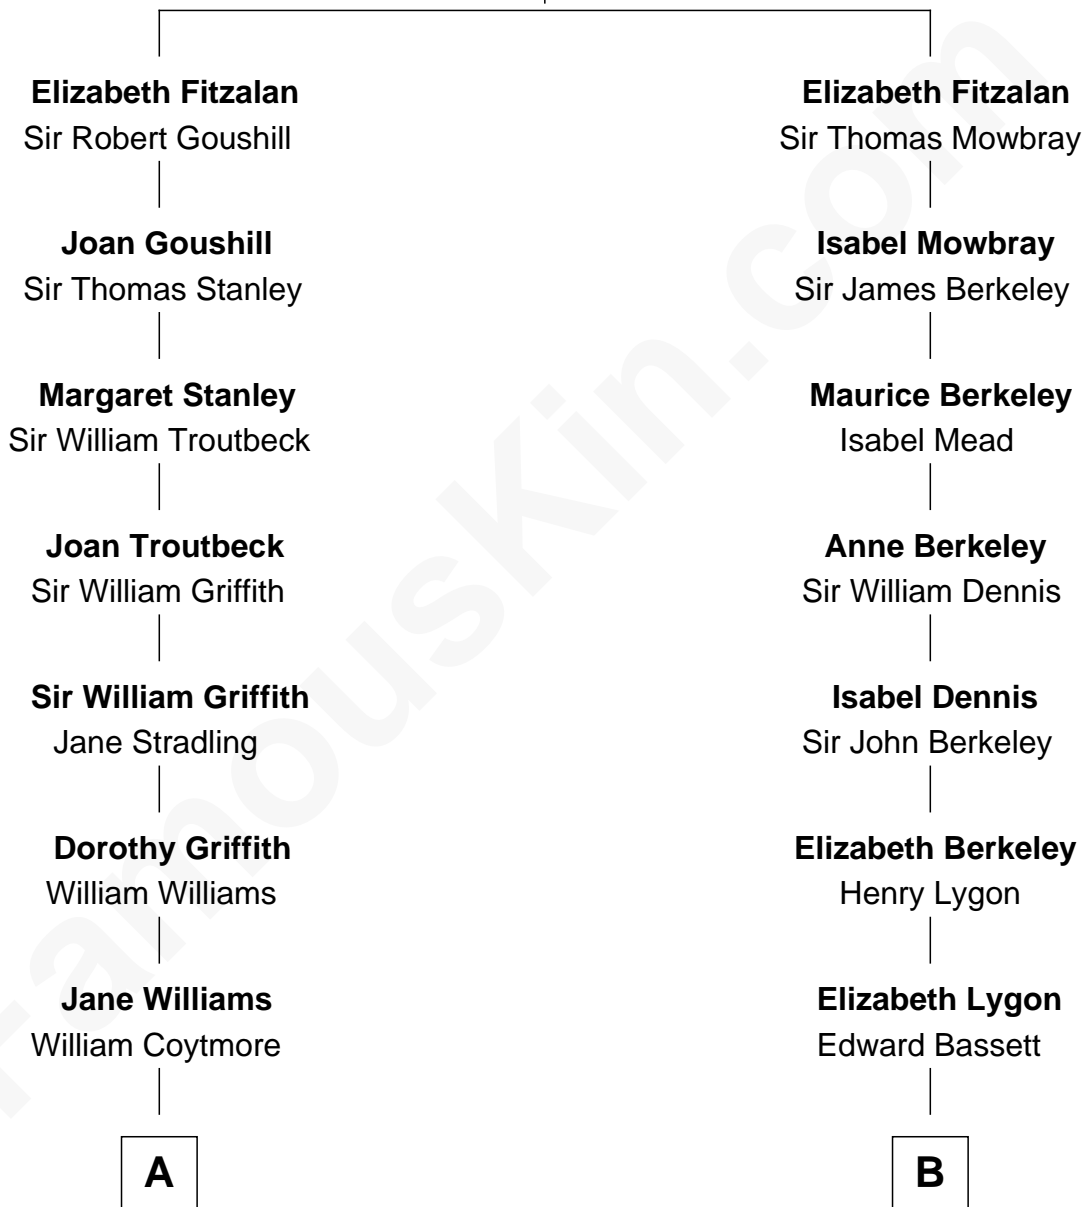 Elizabeth Fitzalan
Sir Robert Goushill
Joan Goushill
Sir Thomas Stanley
Margaret Stanley
Sir William Troutbeck
Joan Troutbeck
Sir William Griffith
Sir William Griffith
Jane Stradling
Dorothy Griffith
William Williams
Jane Williams
William Coytmore
A
Elizabeth Fitzalan
Sir Thomas Mowbray
Isabel Mowbray
Sir James Berkeley
Maurice Berkeley
Isabel Mead
Anne Berkeley
Sir William Dennis
Isabel Dennis
Sir John Berkeley
Elizabeth Berkeley
Henry Lygon
Elizabeth Lygon
Edward Bassett
B
FamousKin.com